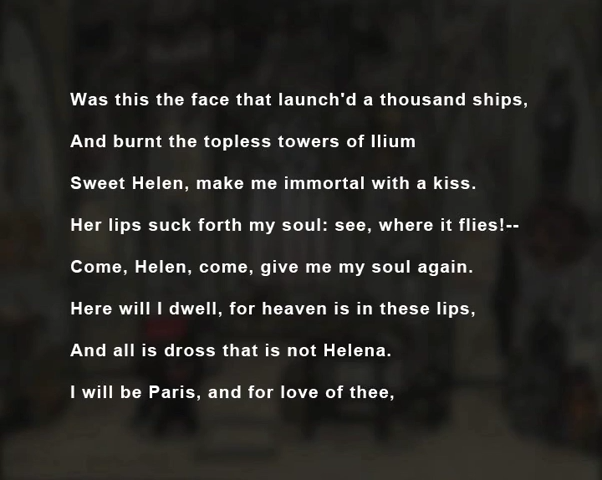 Was this the face that launch'd a thousand ships,
And burnt the topless towers of Ilium
Sweet Helen, make me immortal with a kiss.
Her lips suck forth my soul: see, where it flies!--
Come, Helen, come, give me my soul again.
Here will I dwell, for heaven is in these lips,
And all is dross that is not Helena.
I will be Paris, and for love of thee,